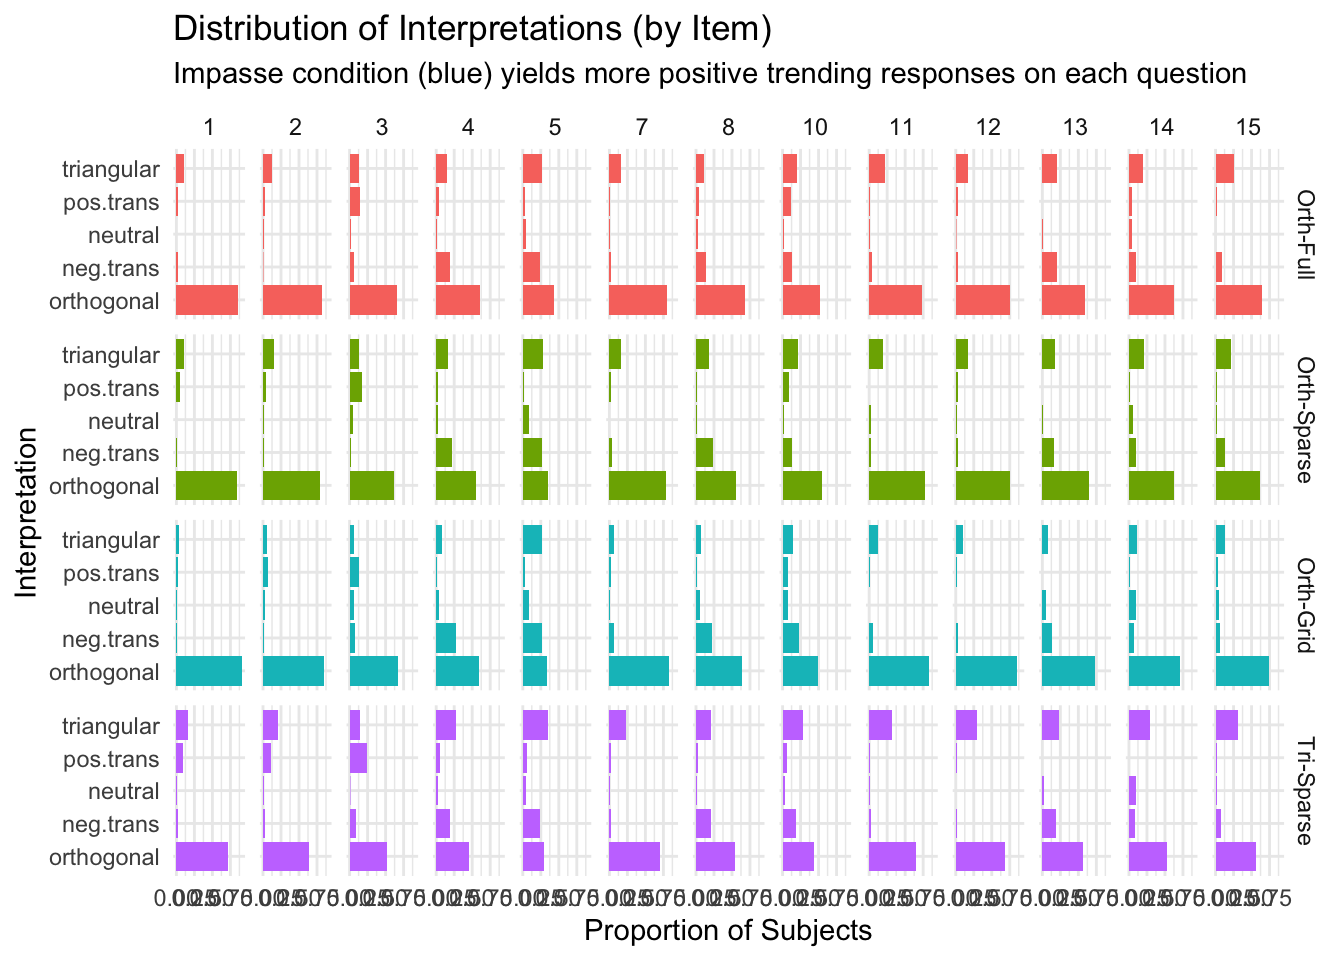 Distribution of Interpretations (by Item)
Impasse condition (blue) yields more positive trending responses on each question
1 2 3 4 5 7 8 10 11 12 13 14 15
triangular
pos.trans
neutral
neg.trans
orthogonal
Orth-Full
triangular
pos.trans
neutral
neg.trans
orthogonal
Orth-Sparse
triangular
pos.trans
neutral
neg.trans
orthogonal
Orth-Grid
triangular
pos.trans
neutral
neg.trans
orthogonal
Tri-Sparse
Interpretation
Proportion of Subjects